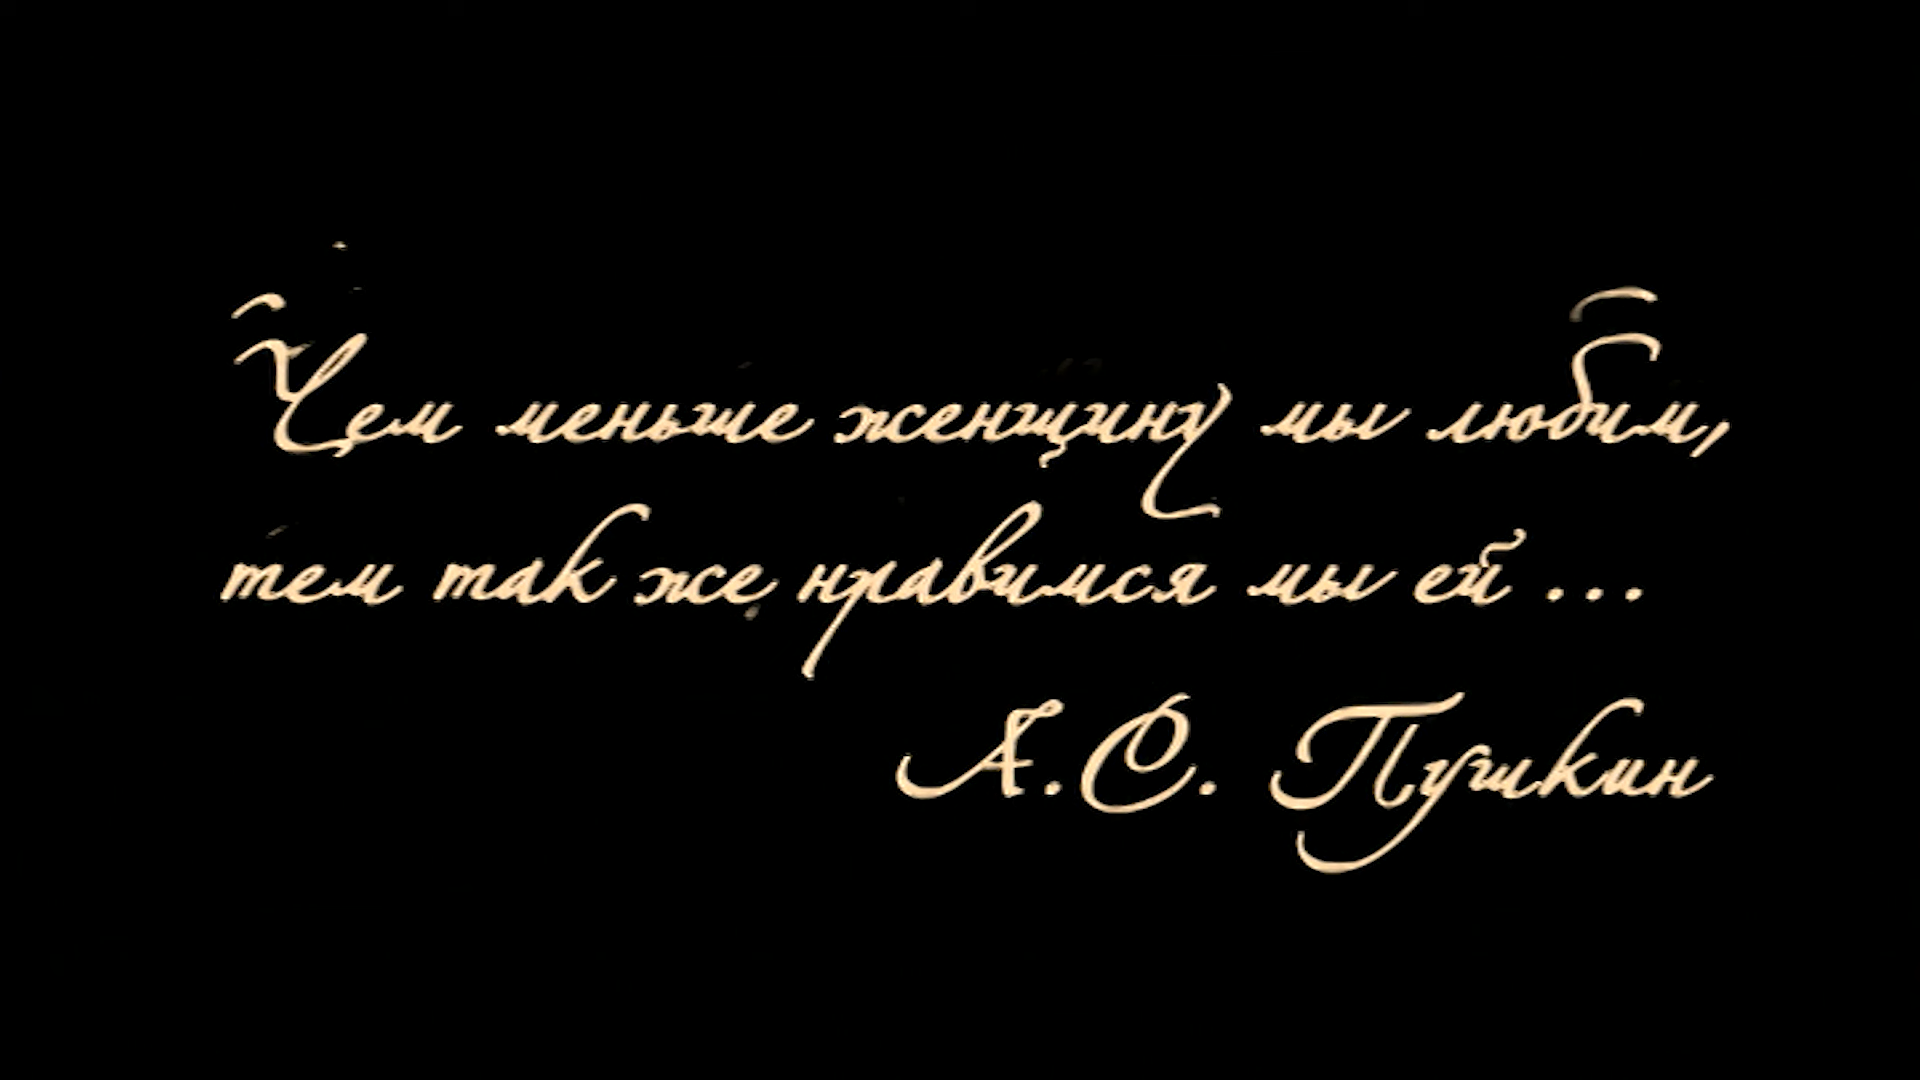 Чем меньше женщину мы любим,
тем так же нравимся мы ей ...
А.С. Пушкин